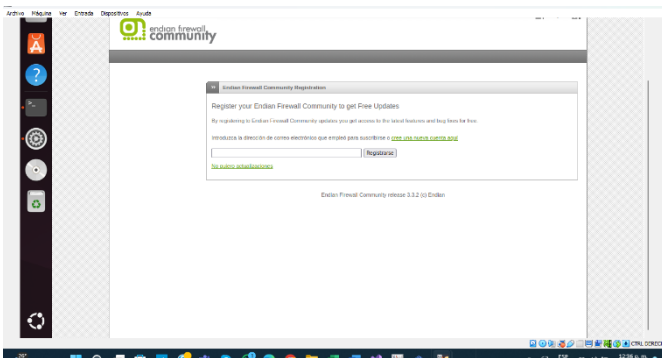 Archivo Máquina Ver Entrada Dispositivos Ayuda
endian firewall
community
Endian Firewall Community Registration
Register your Endian Firewall Community to get Free Updates
By registering to Endian Firewall Community updates you get access to the latest features and bug fixes for free
Introduzca la dirección de correo electrónico que empleó para suscribirse o cree una nueva cuenta aquí
Registrarse
No quiero actualizaciones
Endian Firewall Community release 3.3.2 (c) Endian
CTRL DERECHO
ESP